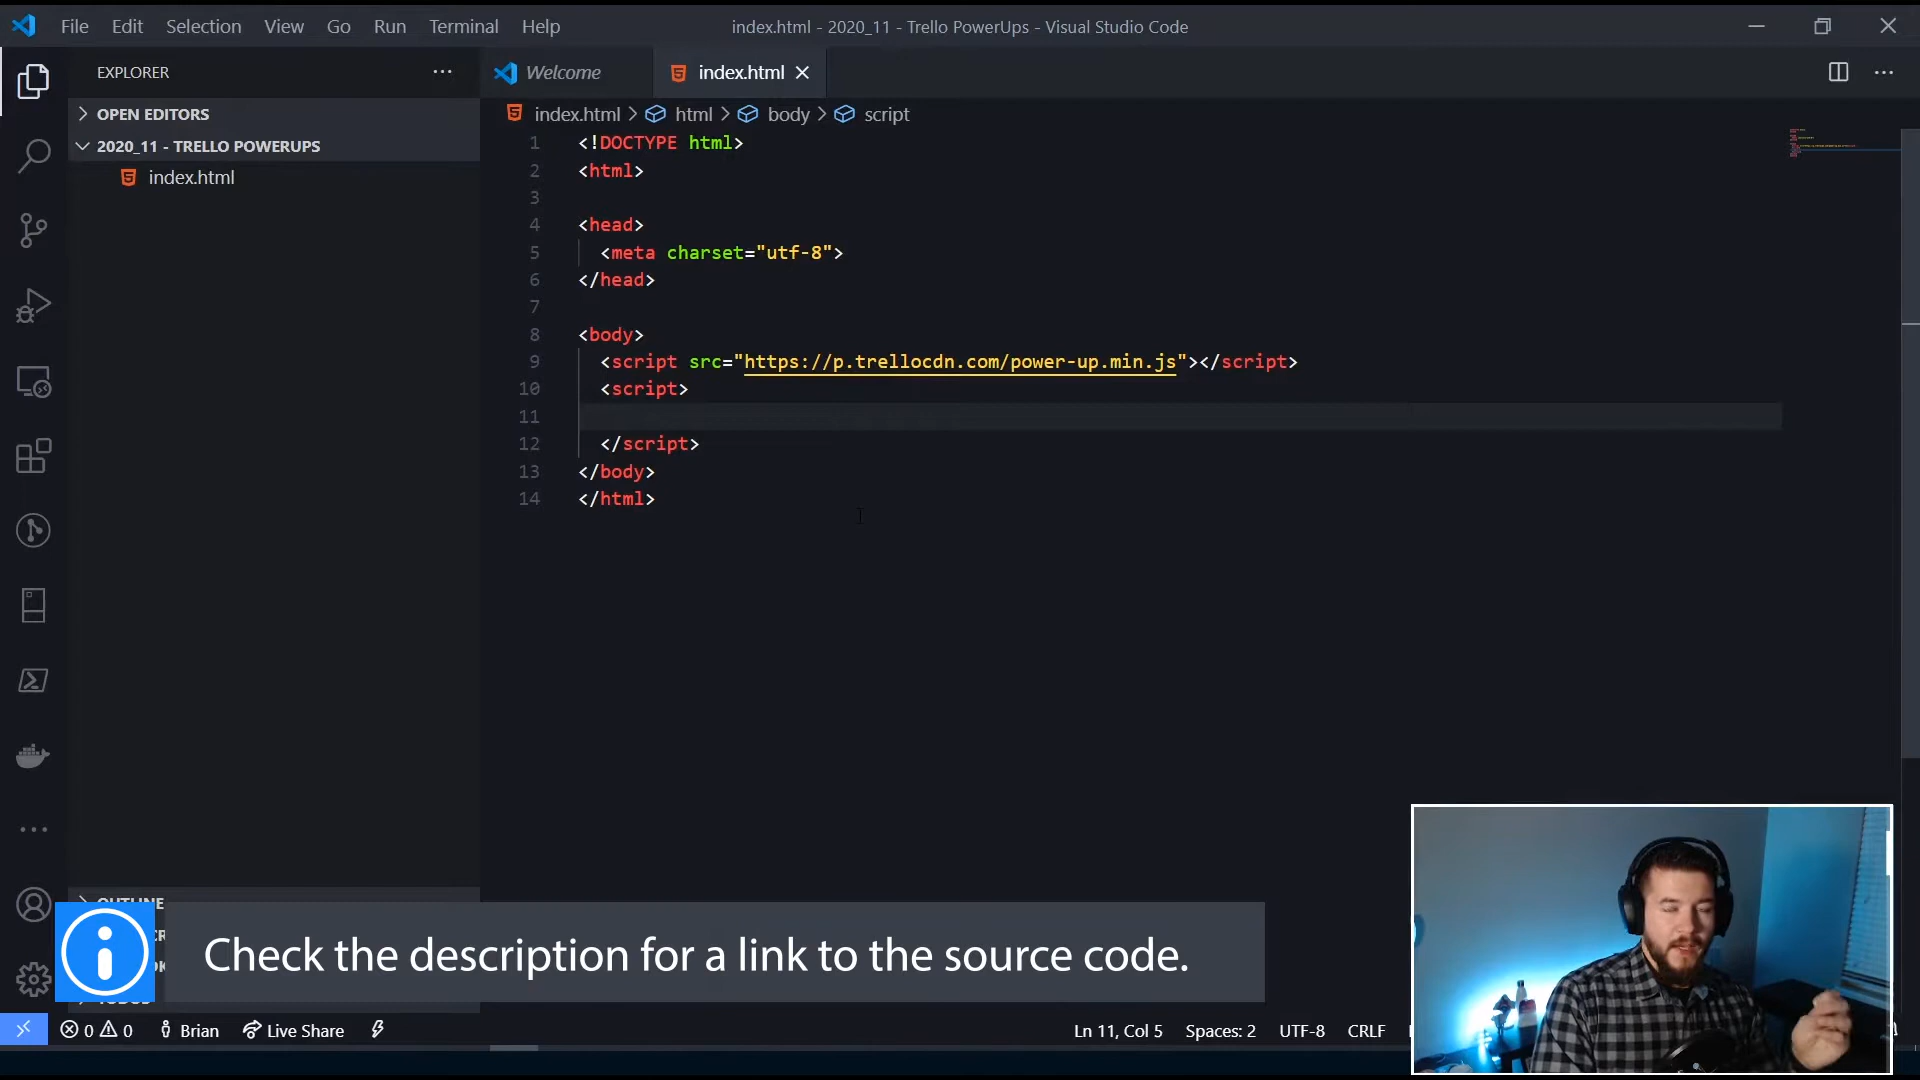 File Edit Selection View Go Run Terminal Help
index.html - 2020_11 - Trello PowerUps - Visual Studio Code
EXPLORER
OPEN EDITORS
2020_11 - TRELLO POWERUPS
index.html
Welcome
index.html
index.html > html > body > script
1 <!DOCTYPE html>
2 <html>
3
4 <head>
5 <meta charset="utf-8">
6 </head>
7
8 <body>
9 <script src="https://p.trellocdn.com/power-up.min.js"></script>
10 <script>
11
12 </script>
13 </body>
14 </html>
OUTLINE
Check the description for a link to the source code.
0 0 Brian Live Share
Ln 11, Col 5 Spaces: 2 UTF-8 CRLF